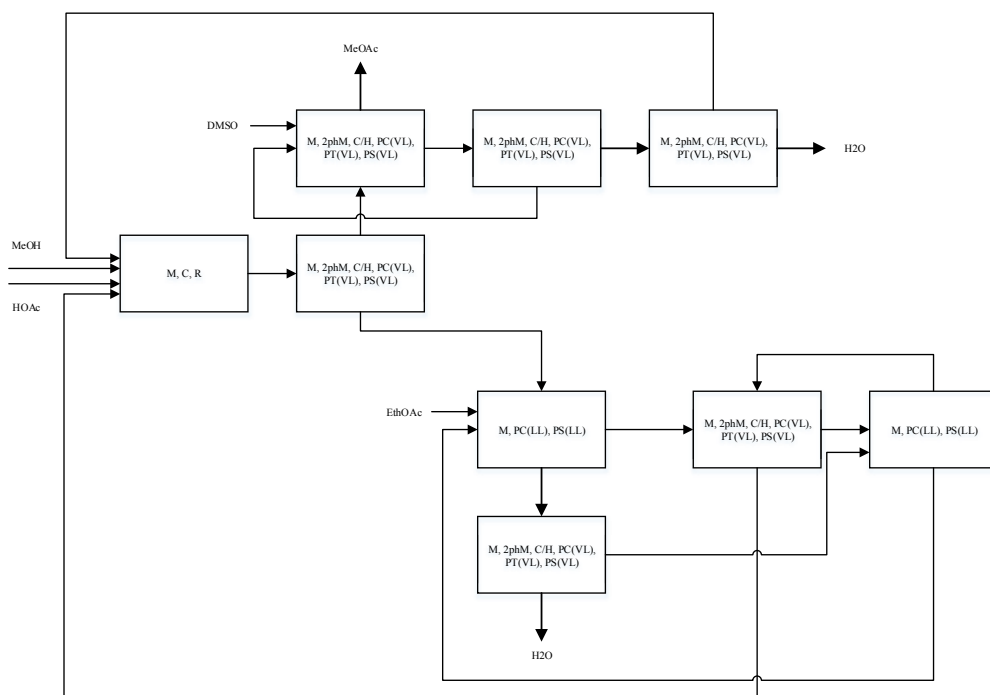 MeOAc
DMSO
M, 2phM, C/H, PC(VL),
PT(VL), PS(VL)
M, 2phM, C/H, PC(VL),
PT(VL), PS(VL)
M, 2phM, C/H, PC(VL),
PT(VL), PS(VL)
H2O
MeOH
HOAc
M, C, R
M, 2phM, C/H, PC(VL),
PT(VL), PS(VL)
EthOAc
M, PC(LL), PS(LL)
M, 2phM, C/H, PC(VL),
PT(VL), PS(VL)
M, PC(LL), PS(LL)
M, 2phM, C/H, PC(VL),
PT(VL), PS(VL)
H2O